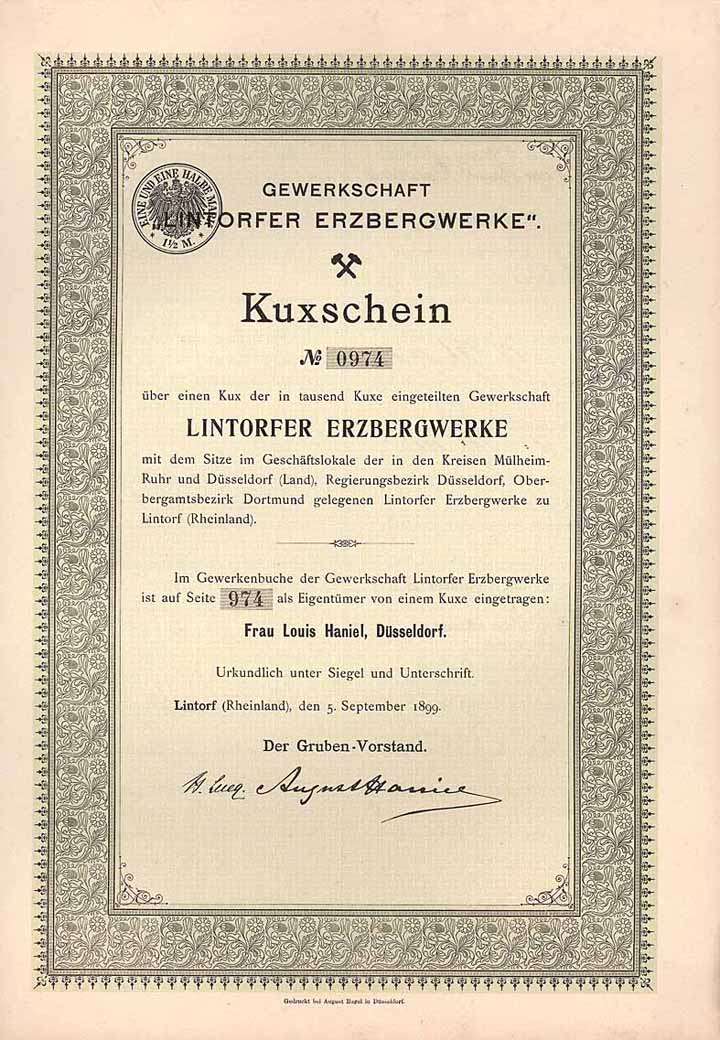 EINE UND EINE HALBE MARK
1½ M.
GEWERKSCHAFT
„LINTORFER ERZBERGWERKE".
Kuxschein
№ 0974
über einen Kux der in tausend Kuxe eingeteilten Gewerkschaft
LINTORFER ERZBERGWERKE
mit dem Sitze im Geschäftslokale der in den Kreisen Mülheim-
Ruhr und Düsseldorf (Land), Regierungsbezirk Düsseldorf, Ober-
bergamtsbezirk Dortmund gelegenen Lintorfer Erzbergwerke zu
Lintorf (Rheinland).
Im Gewerkenbuche der Gewerkschaft Lintorfer Erzbergwerke
ist auf Seite 974 als Eigentümer von einem Kuxe eingetragen:
Frau Louis Haniel, Düsseldorf.
Urkundlich unter Siegel und Unterschrift.
Lintorf (Rheinland), den 5. September 1899.
Der Gruben-Vorstand.
H. Lueg. August Haniel
Gedruckt bei August Bagel in Düsseldorf.